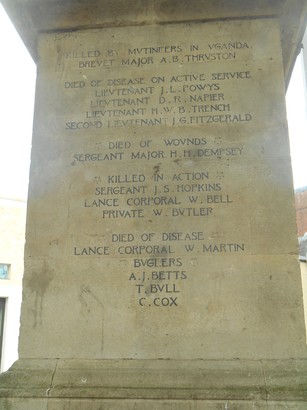 KILLED BY MUTINEERS IN UGANDA
BREVET MAJOR A.B. THRUSTON
DIED OF DISEASE ON ACTIVE SERVICE
LIEUTENANT J.L. POWYS
LIEUTENANT D.K. NAPIER
LIEUTENANT H.W.B. TRENCH
SECOND LIEUTENANT J.G. FITZGERALD
DIED OF WOUNDS
SERGEANT MAJOR H.H. DEMPSEY
KILLED IN ACTION
SERGEANT J.S. HOPKINS
LANCE CORPORAL W. BELL
PRIVATE W. BUTLER
DIED OF DISEASE
LANCE CORPORAL W. MARTIN
BUGLERS
A.J. BETTS
T. BULL
C. COX